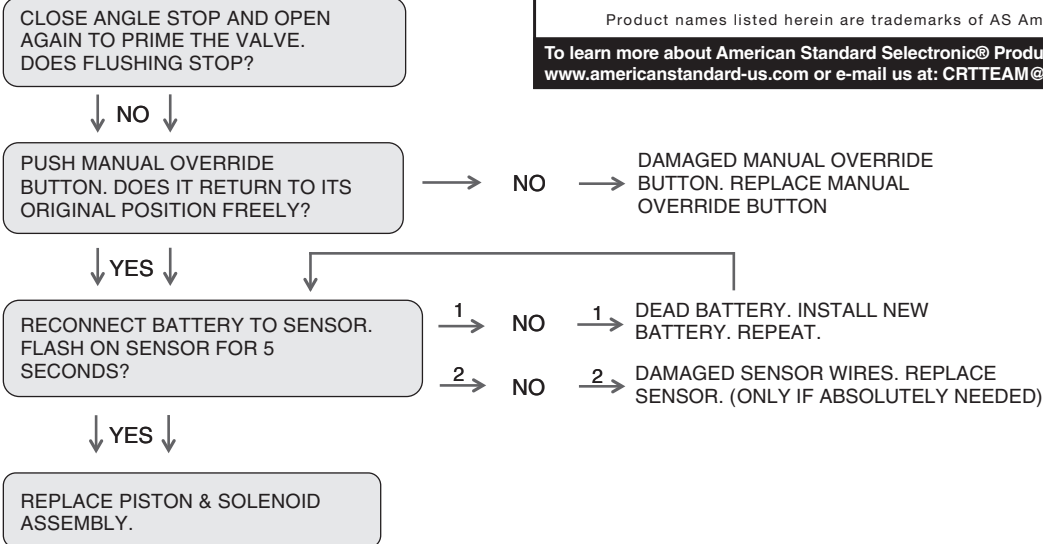 CLOSE ANGLE STOP AND OPEN
AGAIN TO PRIME THE VALVE.
DOES FLUSHING STOP?
Product names listed herein are trademarks of AS Am
To learn more about American Standard Selectronic® Produ
www.americanstandard-us.com or e-mail us at: CRTTEAM@
NO
PUSH MANUAL OVERRIDE
BUTTON. DOES IT RETURN TO ITS
ORIGINAL POSITION FREELY?
NO
DAMAGED MANUAL OVERRIDE
BUTTON. REPLACE MANUAL
OVERRIDE BUTTON
YES
RECONNECT BATTERY TO SENSOR.
FLASH ON SENSOR FOR 5
SECONDS?
1 NO 1
DEAD BATTERY. INSTALL NEW
BATTERY. REPEAT.
2 NO 2
DAMAGED SENSOR WIRES. REPLACE
SENSOR. (ONLY IF ABSOLUTELY NEEDED)
YES
REPLACE PISTON & SOLENOID
ASSEMBLY.